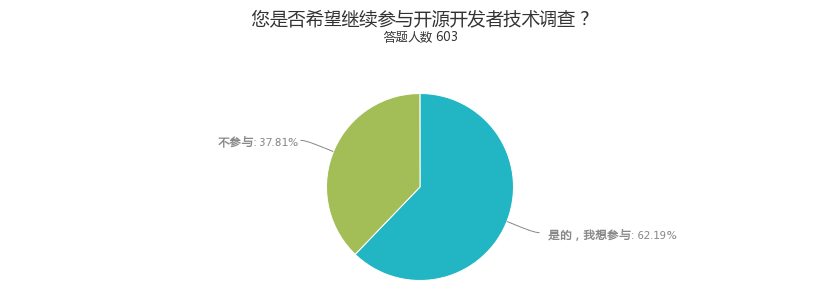 您是否希望继续参与开源开发者技术调查？
答题人数 603
不参与: 37.81%
是的，我想参与: 62.19%